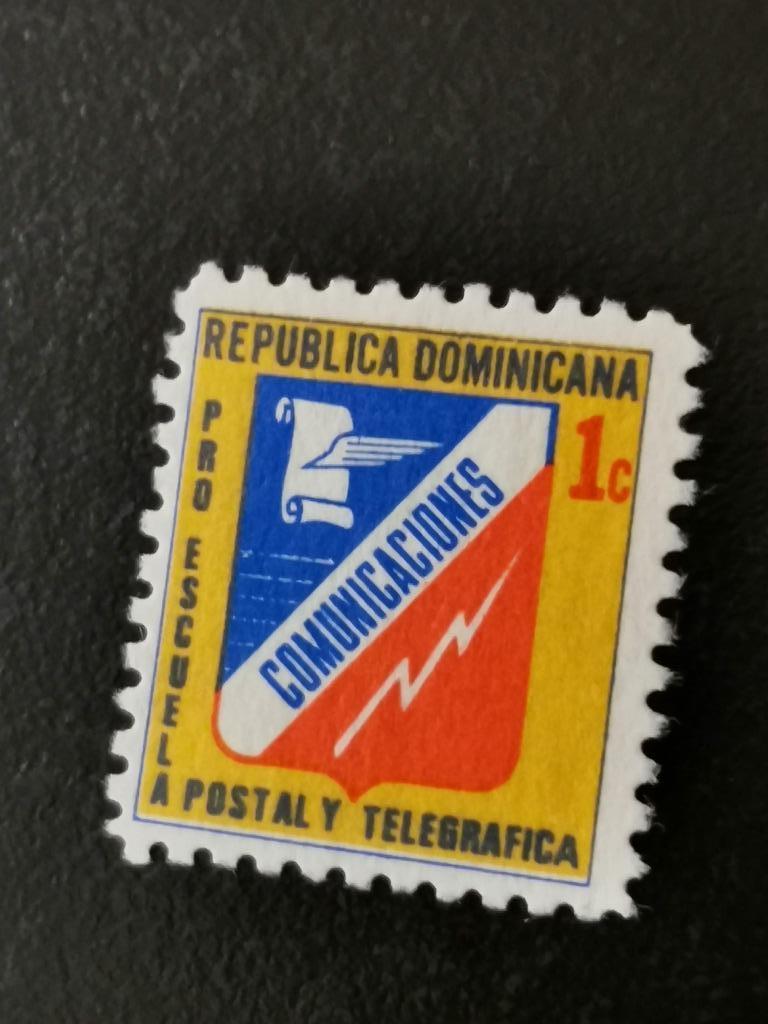 REPUBLICA DOMINICANA
1c
COMUNICACIONES
PRO ESCUELA
POSTAL Y TELEGRAFICA